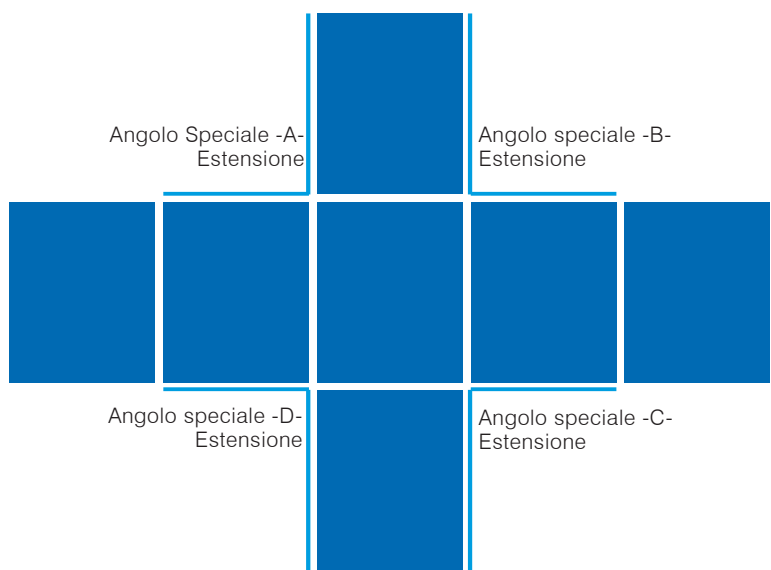 Angolo Speciale -A-
Estensione
Angolo speciale -B-
Estensione
Angolo speciale -D-
Estensione
Angolo speciale -C-
Estensione